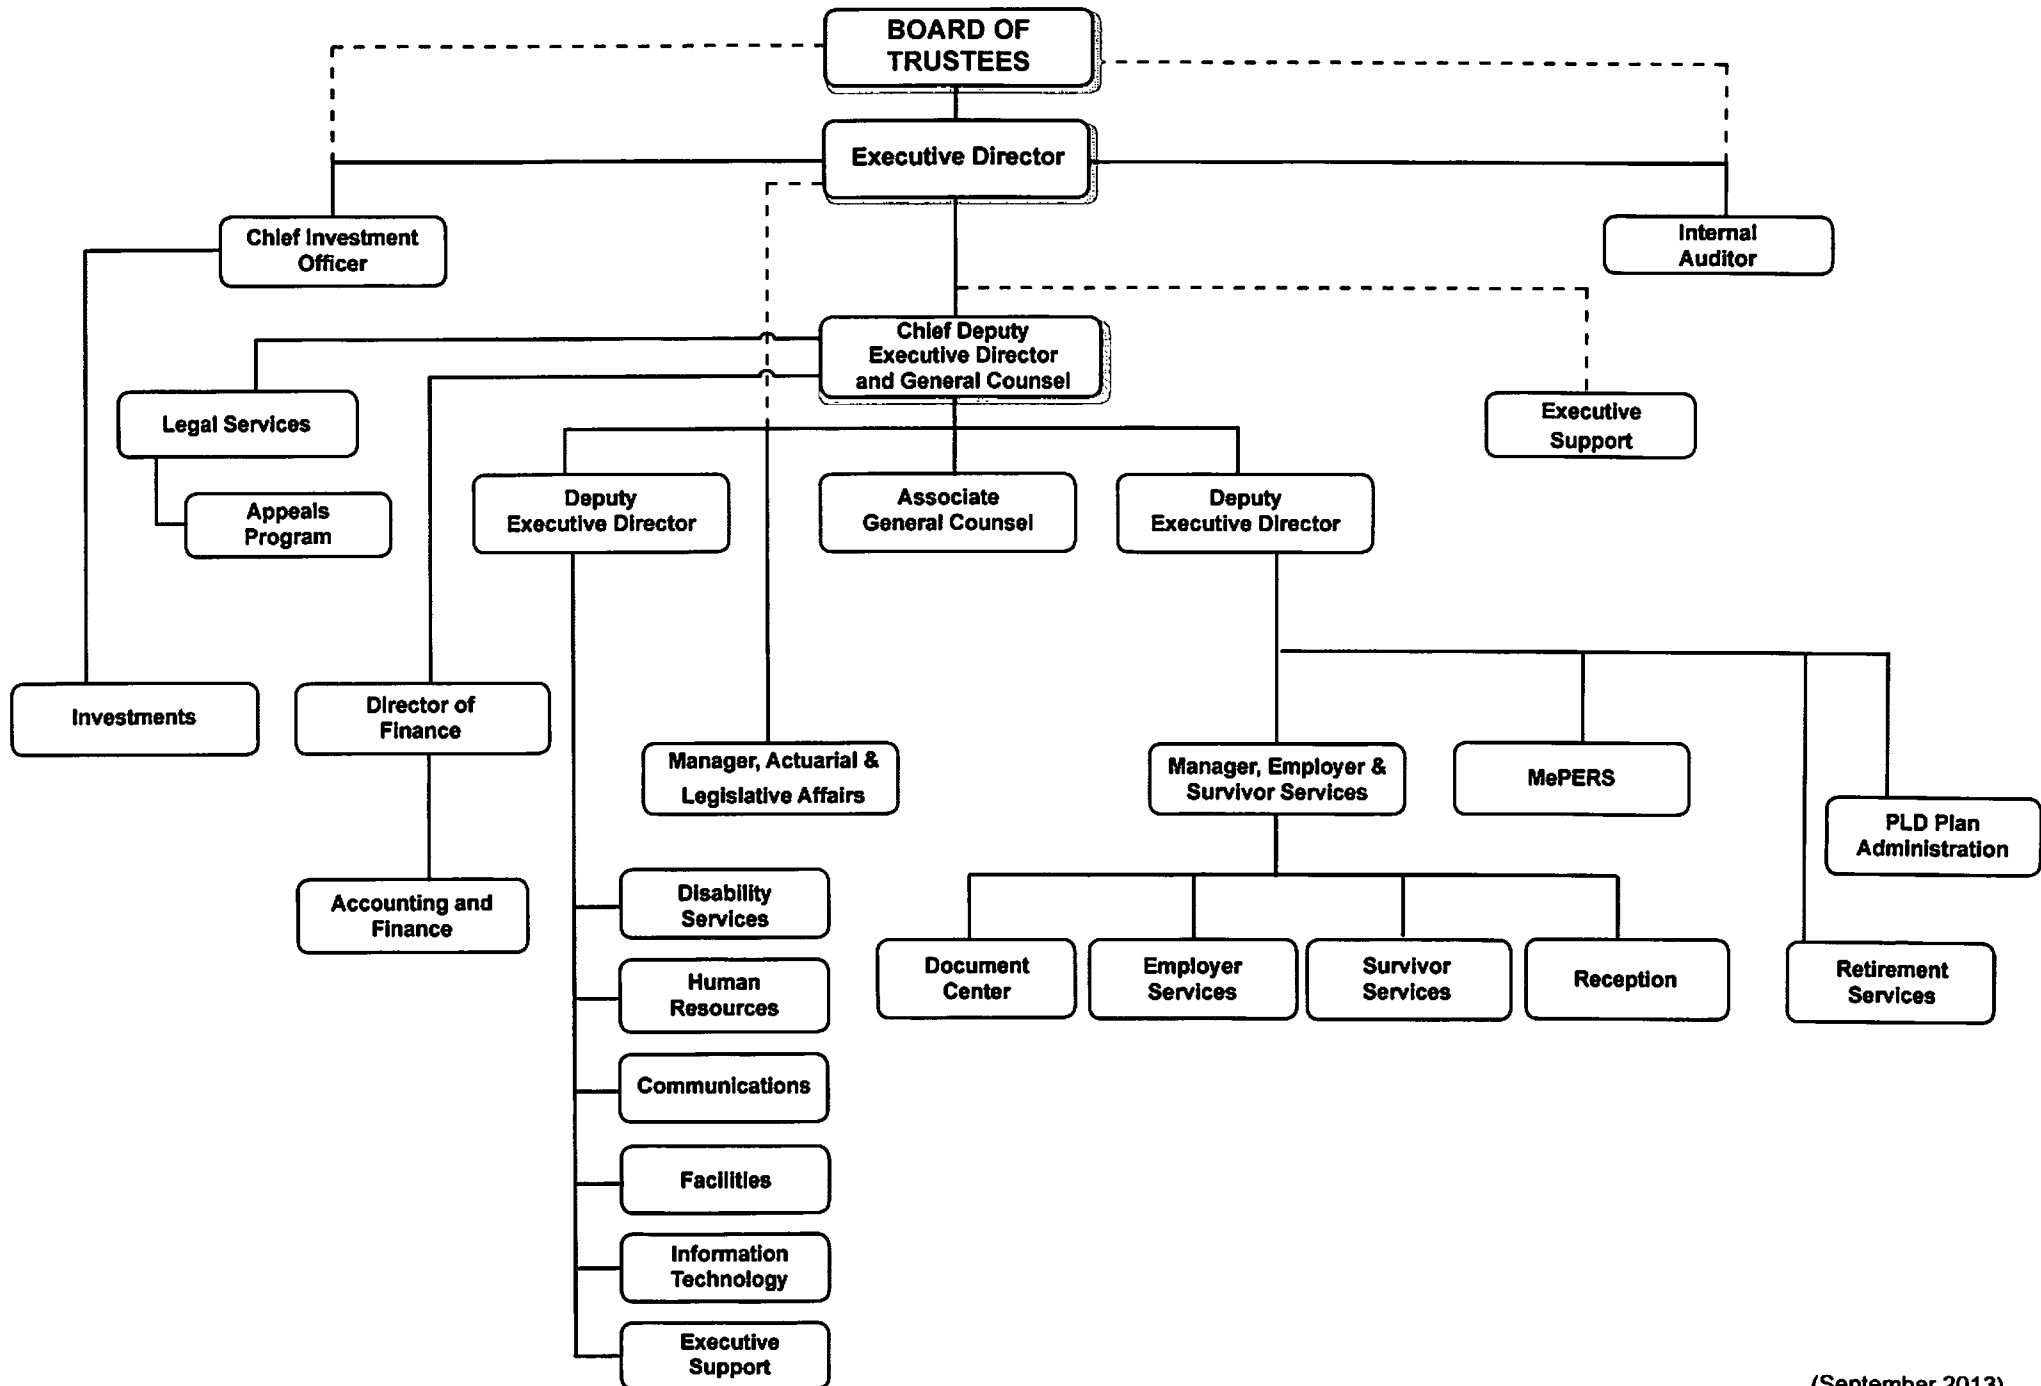 BOARD OF
TRUSTEES
Executive Director
Chief Investment
Officer
Internal
Auditor
Chief Deputy
Executive Director
and General Counsel
Legal Services
Executive
Support
Appeals
Program
Deputy
Executive Director
Associate
General Counsel
Deputy
Executive Director
Investments
Director of
Finance
Manager, Actuarial &
Legislative Affairs
Manager, Employer &
Survivor Services
MePERS
PLD Plan
Administration
Accounting and
Finance
Disability
Services
Document
Center
Employer
Services
Survivor
Services
Reception
Retirement
Services
Human
Resources
Communications
Facilities
Information
Technology
Executive
Support
(September 2013)